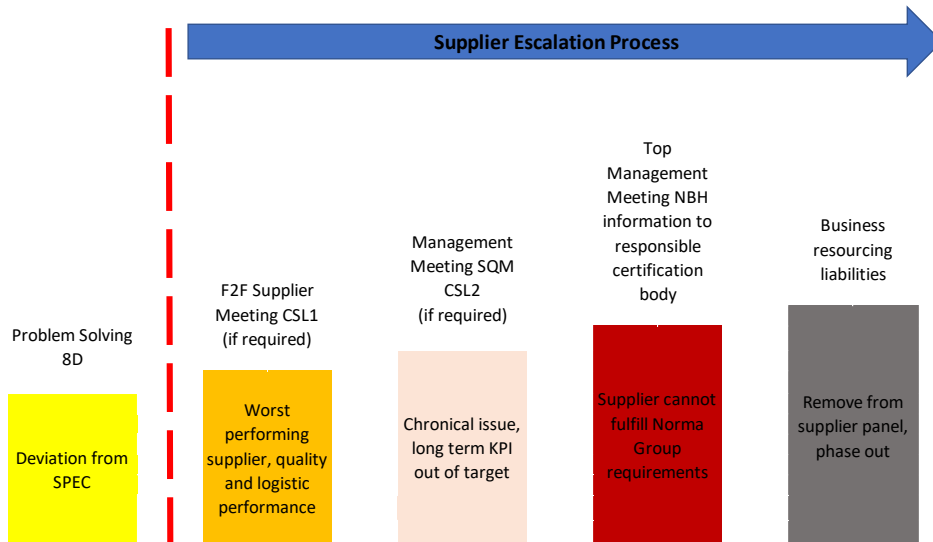 Supplier Escalation Process
Problem Solving
8D
Deviation from
SPEC
F2F Supplier
Meeting CSL1
(if required)
Worst
performing
supplier, quality
and logistic
performance
Management
Meeting SQM
CSL2
(if required)
Chronical issue,
long term KPI
out of target
Top
Management
Meeting NBH
information to
responsible
certification
body
Supplier cannot
fulfill Norma
Group
requirements
Business
resourcing
liabilities
Remove from
supplier panel,
phase out